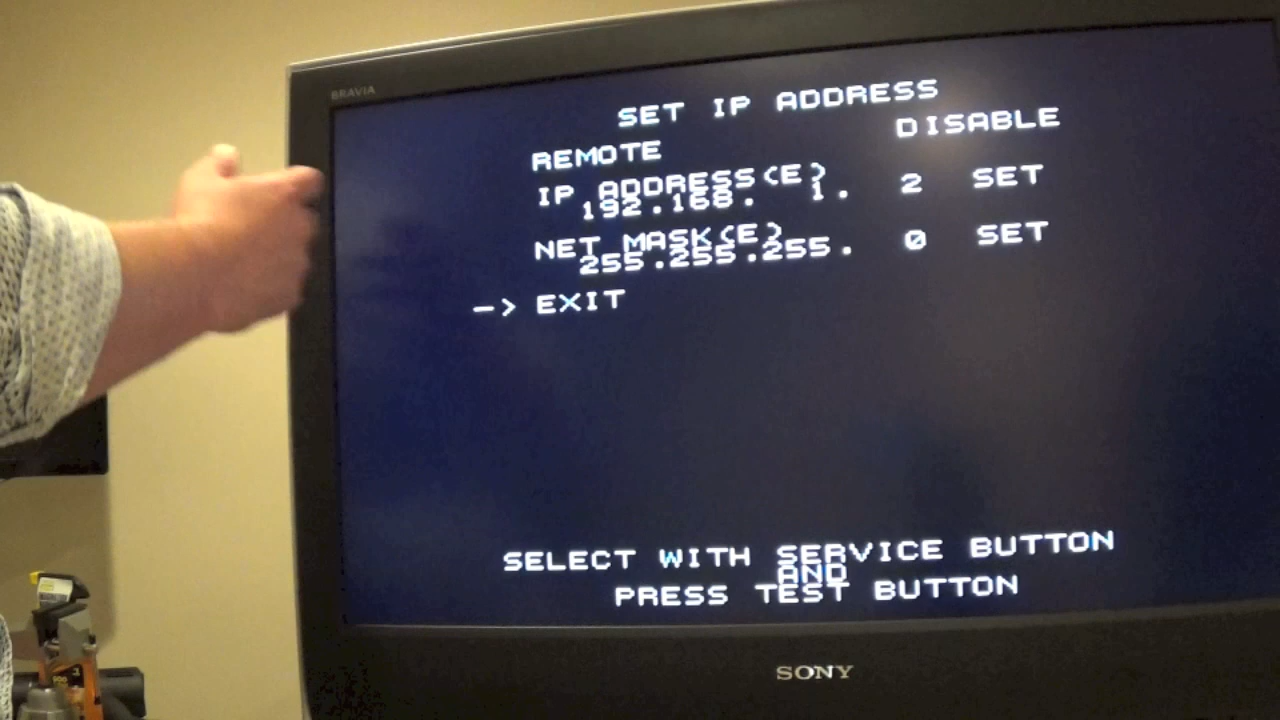 BRAVIA
SET IP ADDRESS
REMOTE DISABLE
IP ADDRESS(E)
192.168. 1. 2 SET
NET MASK(E)
255.255.255. 0 SET
-> EXIT
SELECT WITH SERVICE BUTTON
AND
PRESS TEST BUTTON
SONY